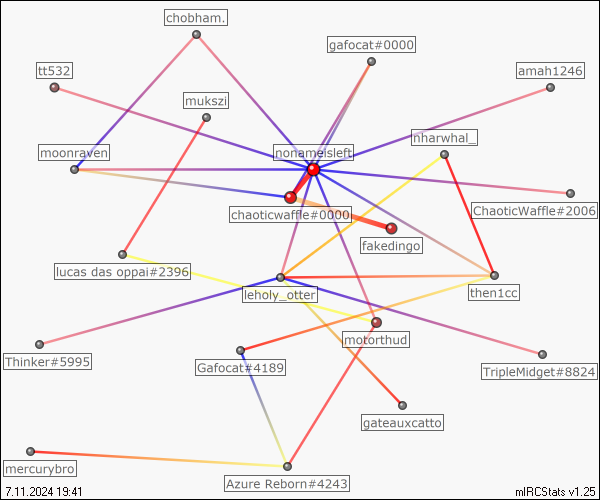 chobham.
gafocat#0000
tt532
amah1246
mukszi
nharwhal_
moonraven
nonameisleft
chaoticwaffle#0000
ChaoticWaffle#2006
fakedingo
lucas das oppai#2396
leholy_otter
then1cc
motorthud
Thinker#5995
Gafocat#4189
TripleMidget#8824
gateauxcatto
mercurybro
Azure Reborn#4243
7.11.2024 19:41
mIRCStats v1.25